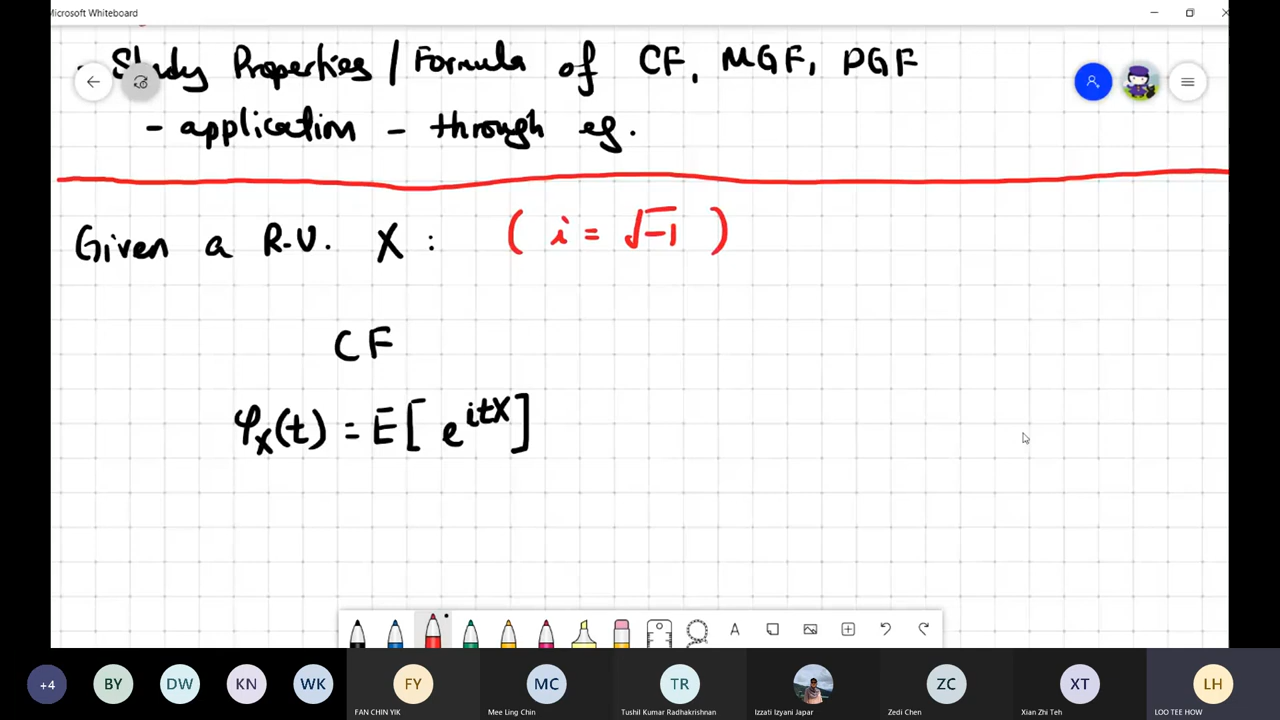 Microsoft Whiteboard
- Study Properties / Formula of CF, MGF, PGF
- application - through eg.
Given a R.V. X : ( i = √-1 )
CF
φ_X(t) = E[ e^{itX} ]
+4 BY DW KN WK FY MC TR ZC XT LH
FAN CHIN YIK Mee Ling Chin Tushil Kumar Radhakrishnan Izzati Izyani Japar Zedi Chen Xian Zhi Teh LOO TEE HOW